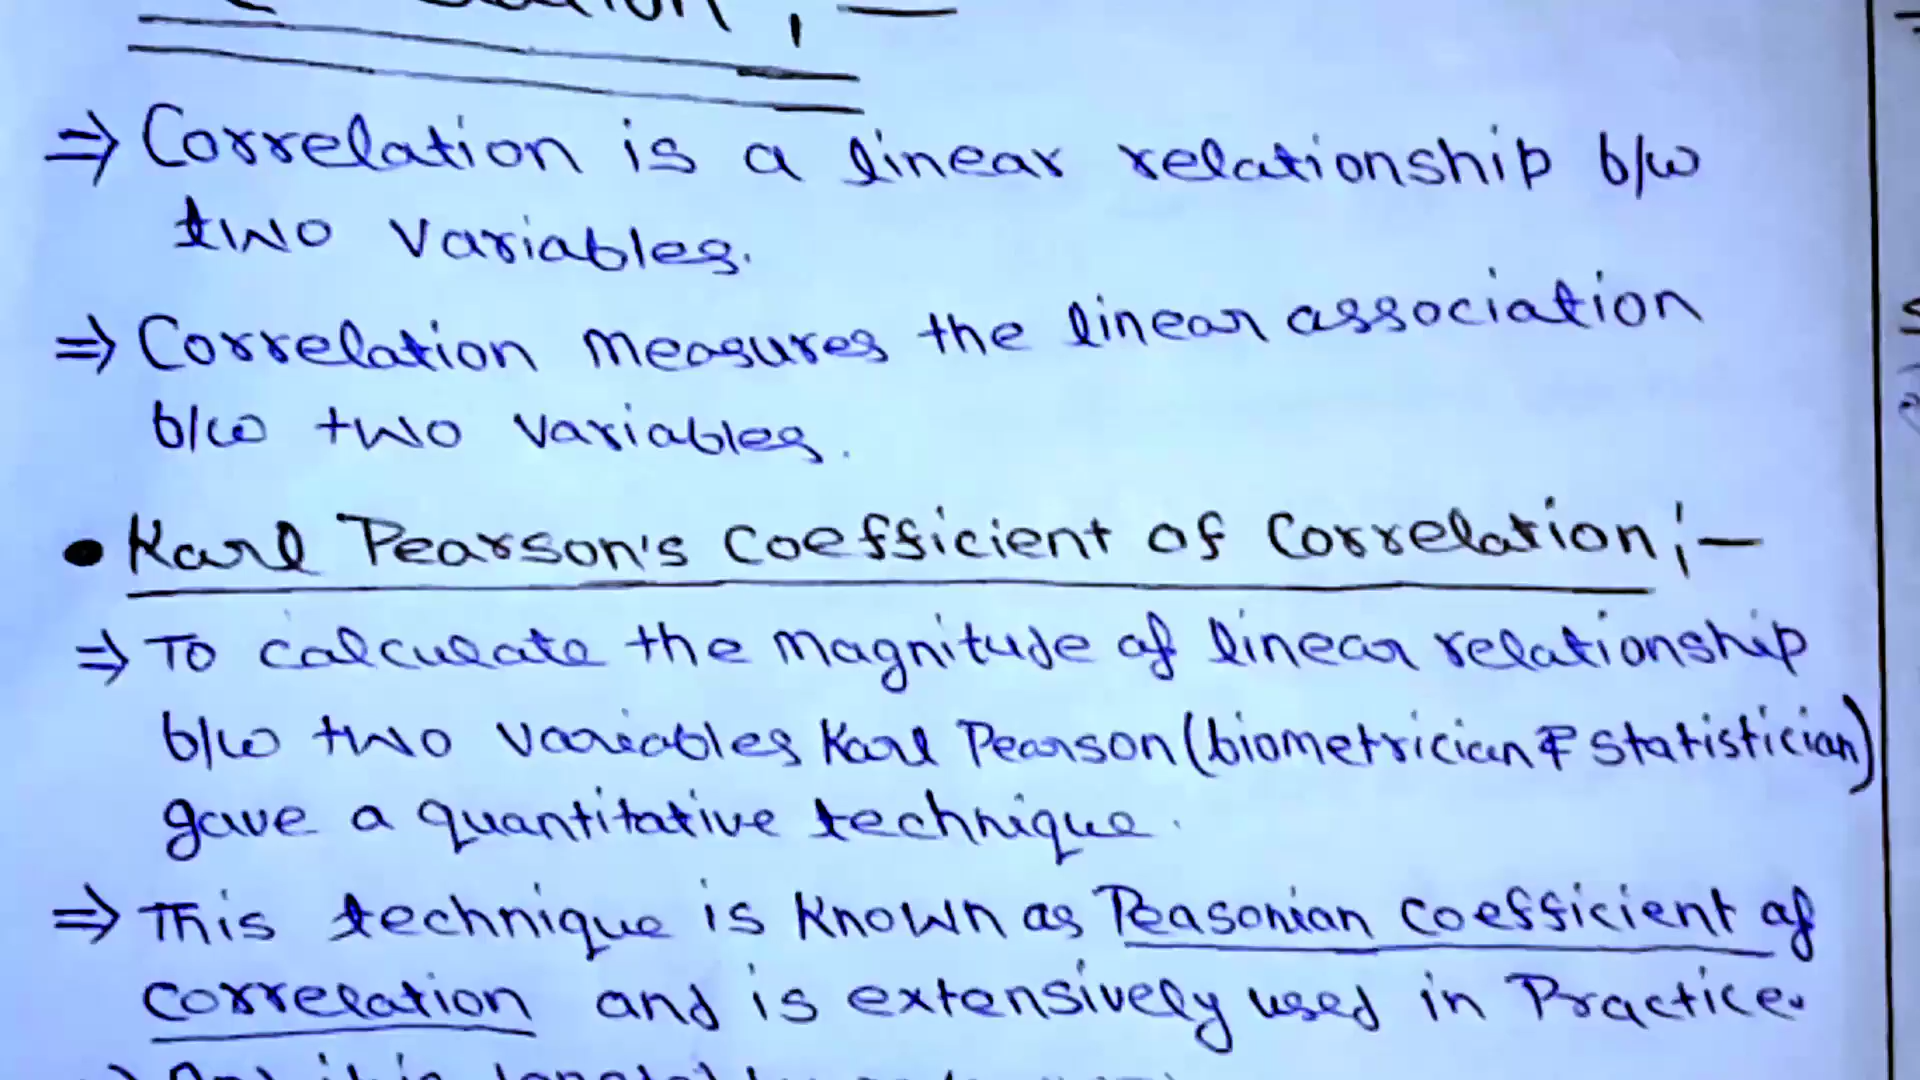 ⇒ Correlation is a linear relationship b/w
two variables.
⇒ Correlation measures the linear association
b/w two variables.
• Karl Pearson's Coefficient of Correlation;-
⇒ To calculate the magnitude of linear relationship
b/w two variables Karl Pearson (biometrician & statistician)
gave a quantitative technique.
⇒ This technique is known as Peasonian coefficient of
correlation and is extensively used in Practice.